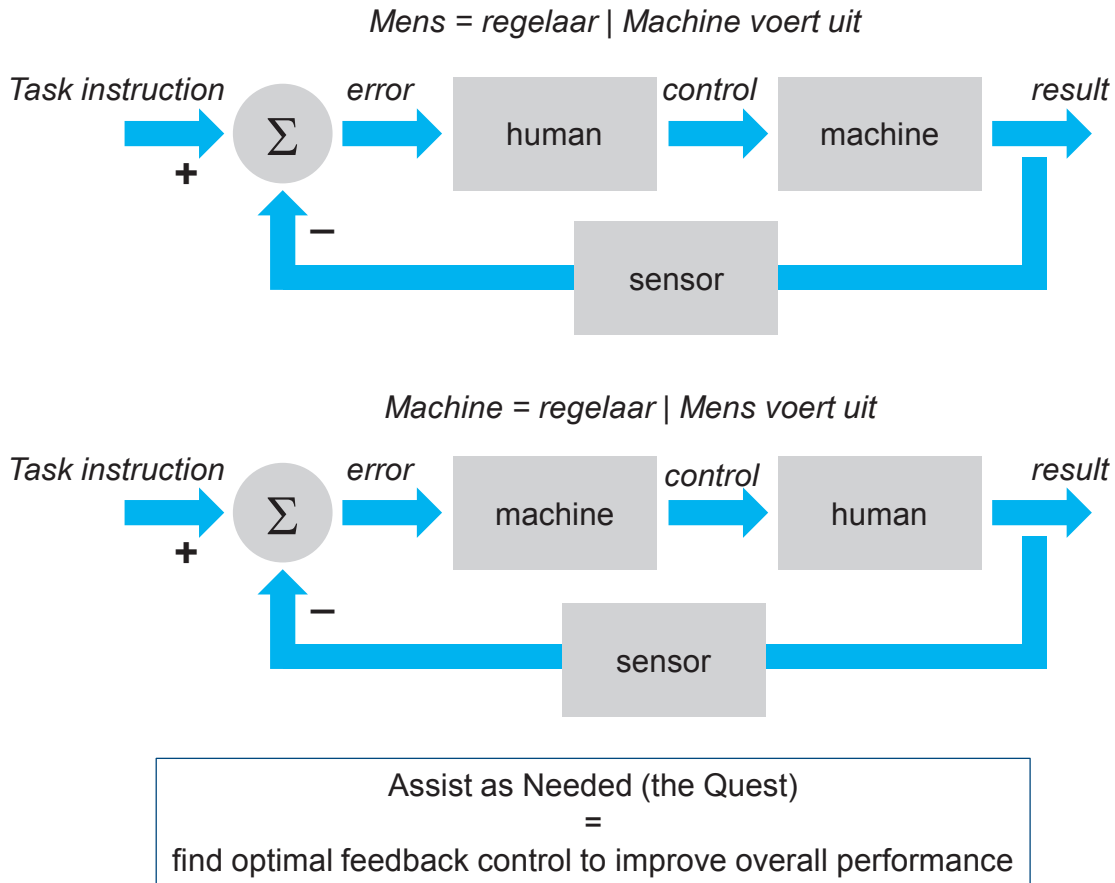 Mens = regelaar | Machine voert uit
Task instruction error control result
Σ human machine
+
–
sensor
Machine = regelaar | Mens voert uit
Task instruction error control result
Σ machine human
+
–
sensor
Assist as Needed (the Quest)
=
find optimal feedback control to improve overall performance